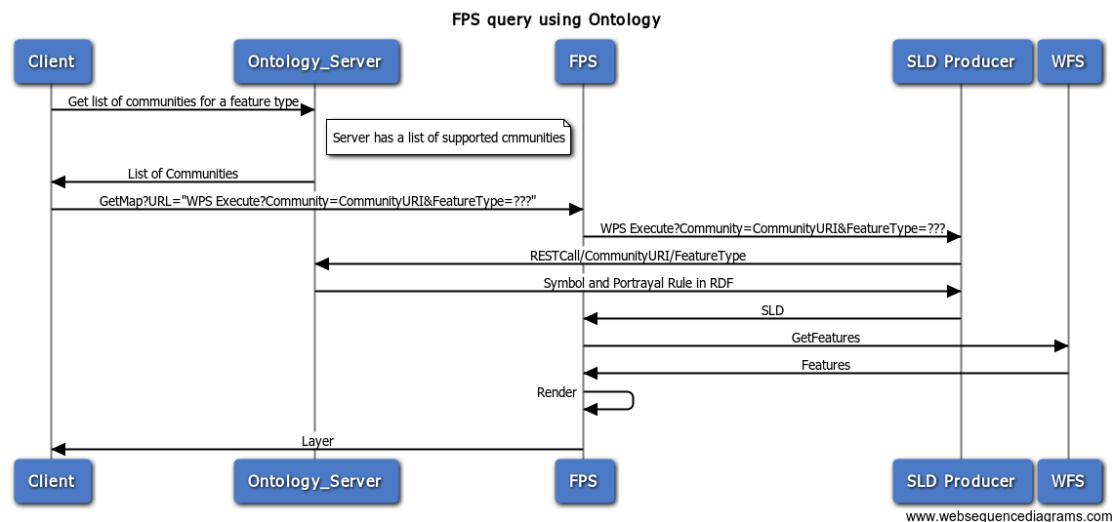 FPS query using Ontology
Client
Ontology_Server
FPS
SLD Producer
WFS
Get list of communities for a feature type
Server has a list of supported cmmunities
List of Communities
GetMap?URL="WPS Execute?Community=CommunityURI&FeatureType=???"
WPS Execute?Community=CommunityURI&FeatureType=???
RESTCall/CommunityURI/FeatureType
Symbol and Portrayal Rule in RDF
SLD
GetFeatures
Features
Render
Layer
Client
Ontology_Server
FPS
SLD Producer
WFS
www.websequencediagrams.com